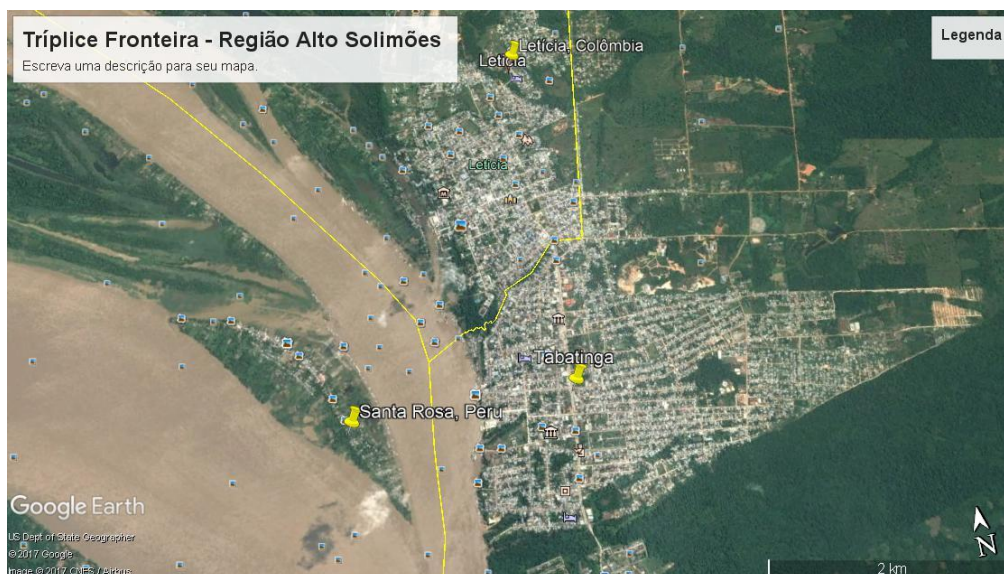 Tríplice Fronteira - Região Alto Solimões
Escreva uma descrição para seu mapa.
Legenda
Letícia, Colômbia
Leticia
Leticia
Tabatinga
Santa Rosa, Peru
Google Earth
US Dept of State Geographer
© 2017 Google
Image © 2017 CNES / Airbus
N
2 km